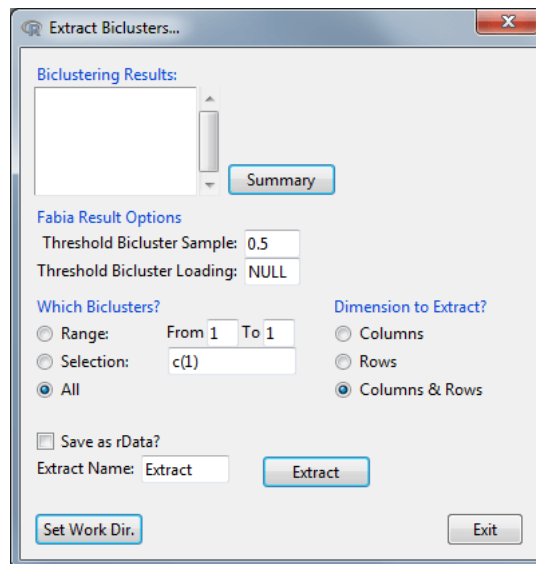 Extract Biclusters...
Biclustering Results:
Summary
Fabia Result Options
Threshold Bicluster Sample: 0.5
Threshold Bicluster Loading: NULL
Which Biclusters? Dimension to Extract?
Range: From 1 To 1 Columns
Selection: c(1) Rows
All Columns & Rows
Save as rData?
Extract Name: Extract Extract
Set Work Dir. Exit